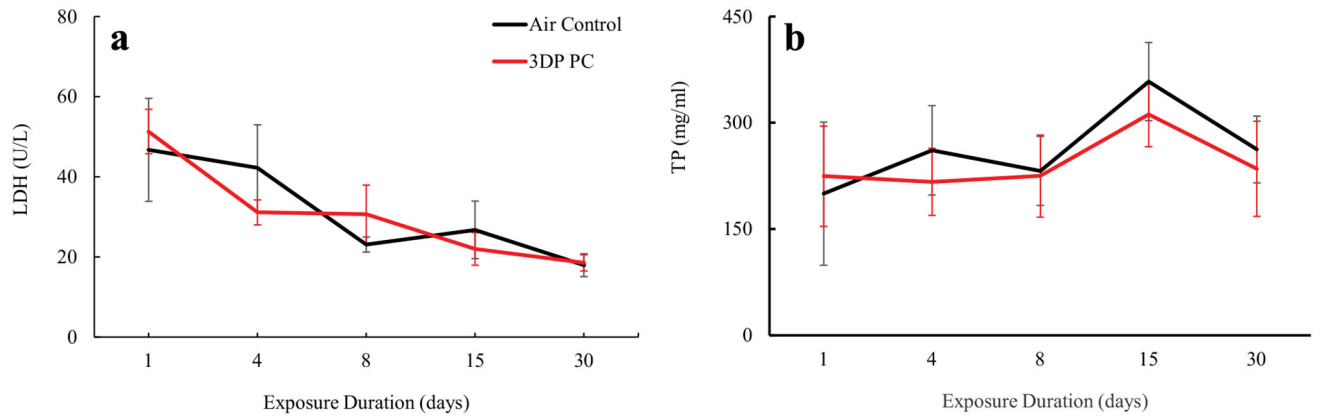 a
Air Control
3DP PC
LDH (U/L)
80
60
40
20
0
1 4 8 15 30
Exposure Duration (days)
b
TP (mg/ml)
450
300
150
0
1 4 8 15 30
Exposure Duration (days)